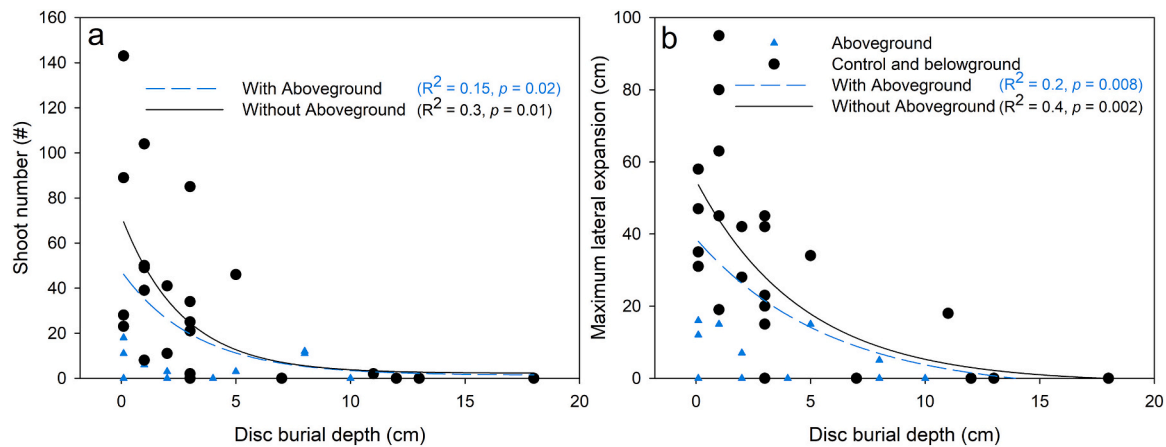 a
160
140
120
100
80
60
40
20
0
Shoot number (#)
With Aboveground (R² = 0.15, p = 0.02)
Without Aboveground (R² = 0.3, p = 0.01)
0 5 10 15 20
Disc burial depth (cm)
b
100
80
60
40
20
0
Maximum lateral expansion (cm)
Aboveground
Control and belowground
With Aboveground (R² = 0.2, p = 0.008)
Without Aboveground (R² = 0.4, p = 0.002)
0 5 10 15 20
Disc burial depth (cm)